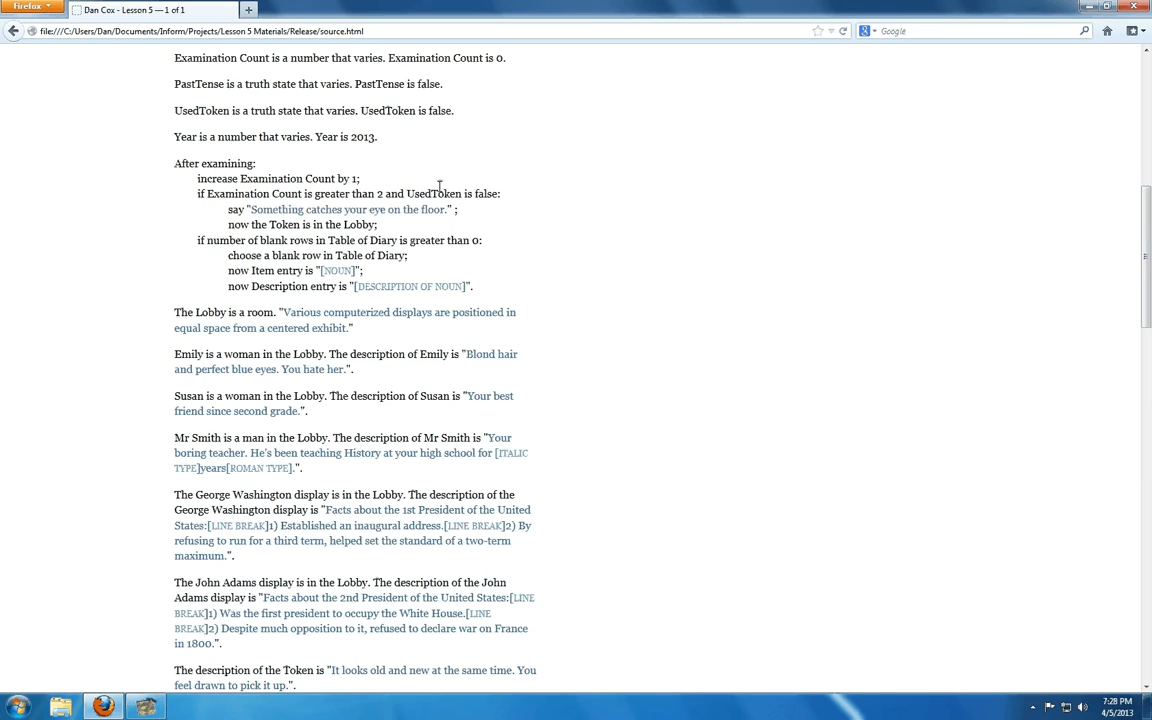 Firefox
Dan Cox - Lesson 5 — 1 of 1
file:///C:/Users/Dan/Documents/Inform/Projects/Lesson 5 Materials/Release/source.html
Google
Examination Count is a number that varies. Examination Count is 0.
PastTense is a truth state that varies. PastTense is false.
UsedToken is a truth state that varies. UsedToken is false.
Year is a number that varies. Year is 2013.
After examining:
increase Examination Count by 1;
if Examination Count is greater than 2 and UsedToken is false:
say "Something catches your eye on the floor." ;
now the Token is in the Lobby;
if number of blank rows in Table of Diary is greater than 0:
choose a blank row in Table of Diary;
now Item entry is "[NOUN]";
now Description entry is "[DESCRIPTION OF NOUN]".
The Lobby is a room. "Various computerized displays are positioned in
equal space from a centered exhibit."
Emily is a woman in the Lobby. The description of Emily is "Blond hair
and perfect blue eyes. You hate her.".
Susan is a woman in the Lobby. The description of Susan is "Your best
friend since second grade.".
Mr Smith is a man in the Lobby. The description of Mr Smith is "Your
boring teacher. He's been teaching History at your high school for [ITALIC
TYPE]years[ROMAN TYPE].".
The George Washington display is in the Lobby. The description of the
George Washington display is "Facts about the 1st President of the United
States:[LINE BREAK]1) Established an inaugural address.[LINE BREAK]2) By
refusing to run for a third term, helped set the standard of a two-term
maximum.".
The John Adams display is in the Lobby. The description of the John
Adams display is "Facts about the 2nd President of the United States:[LINE
BREAK]1) Was the first president to occupy the White House.[LINE
BREAK]2) Despite much opposition to it, refused to declare war on France
in 1800.".
The description of the Token is "It looks old and new at the same time. You
feel drawn to pick it up.".
7:28 PM
4/5/2013